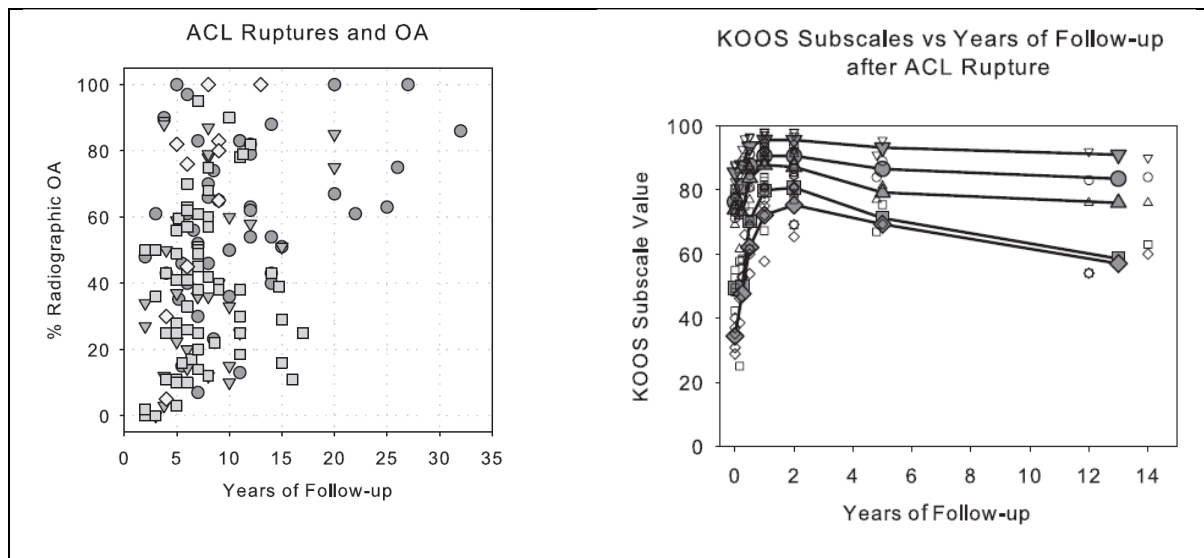 ACL Ruptures and OA
% Radiographic OA
100
80
60
40
20
0
0 5 10 15 20 25 30 35
Years of Follow-up
KOOS Subscales vs Years of Follow-up
after ACL Rupture
KOOS Subscale Value
100
80
60
40
20
0
0 2 4 6 8 10 12 14
Years of Follow-up